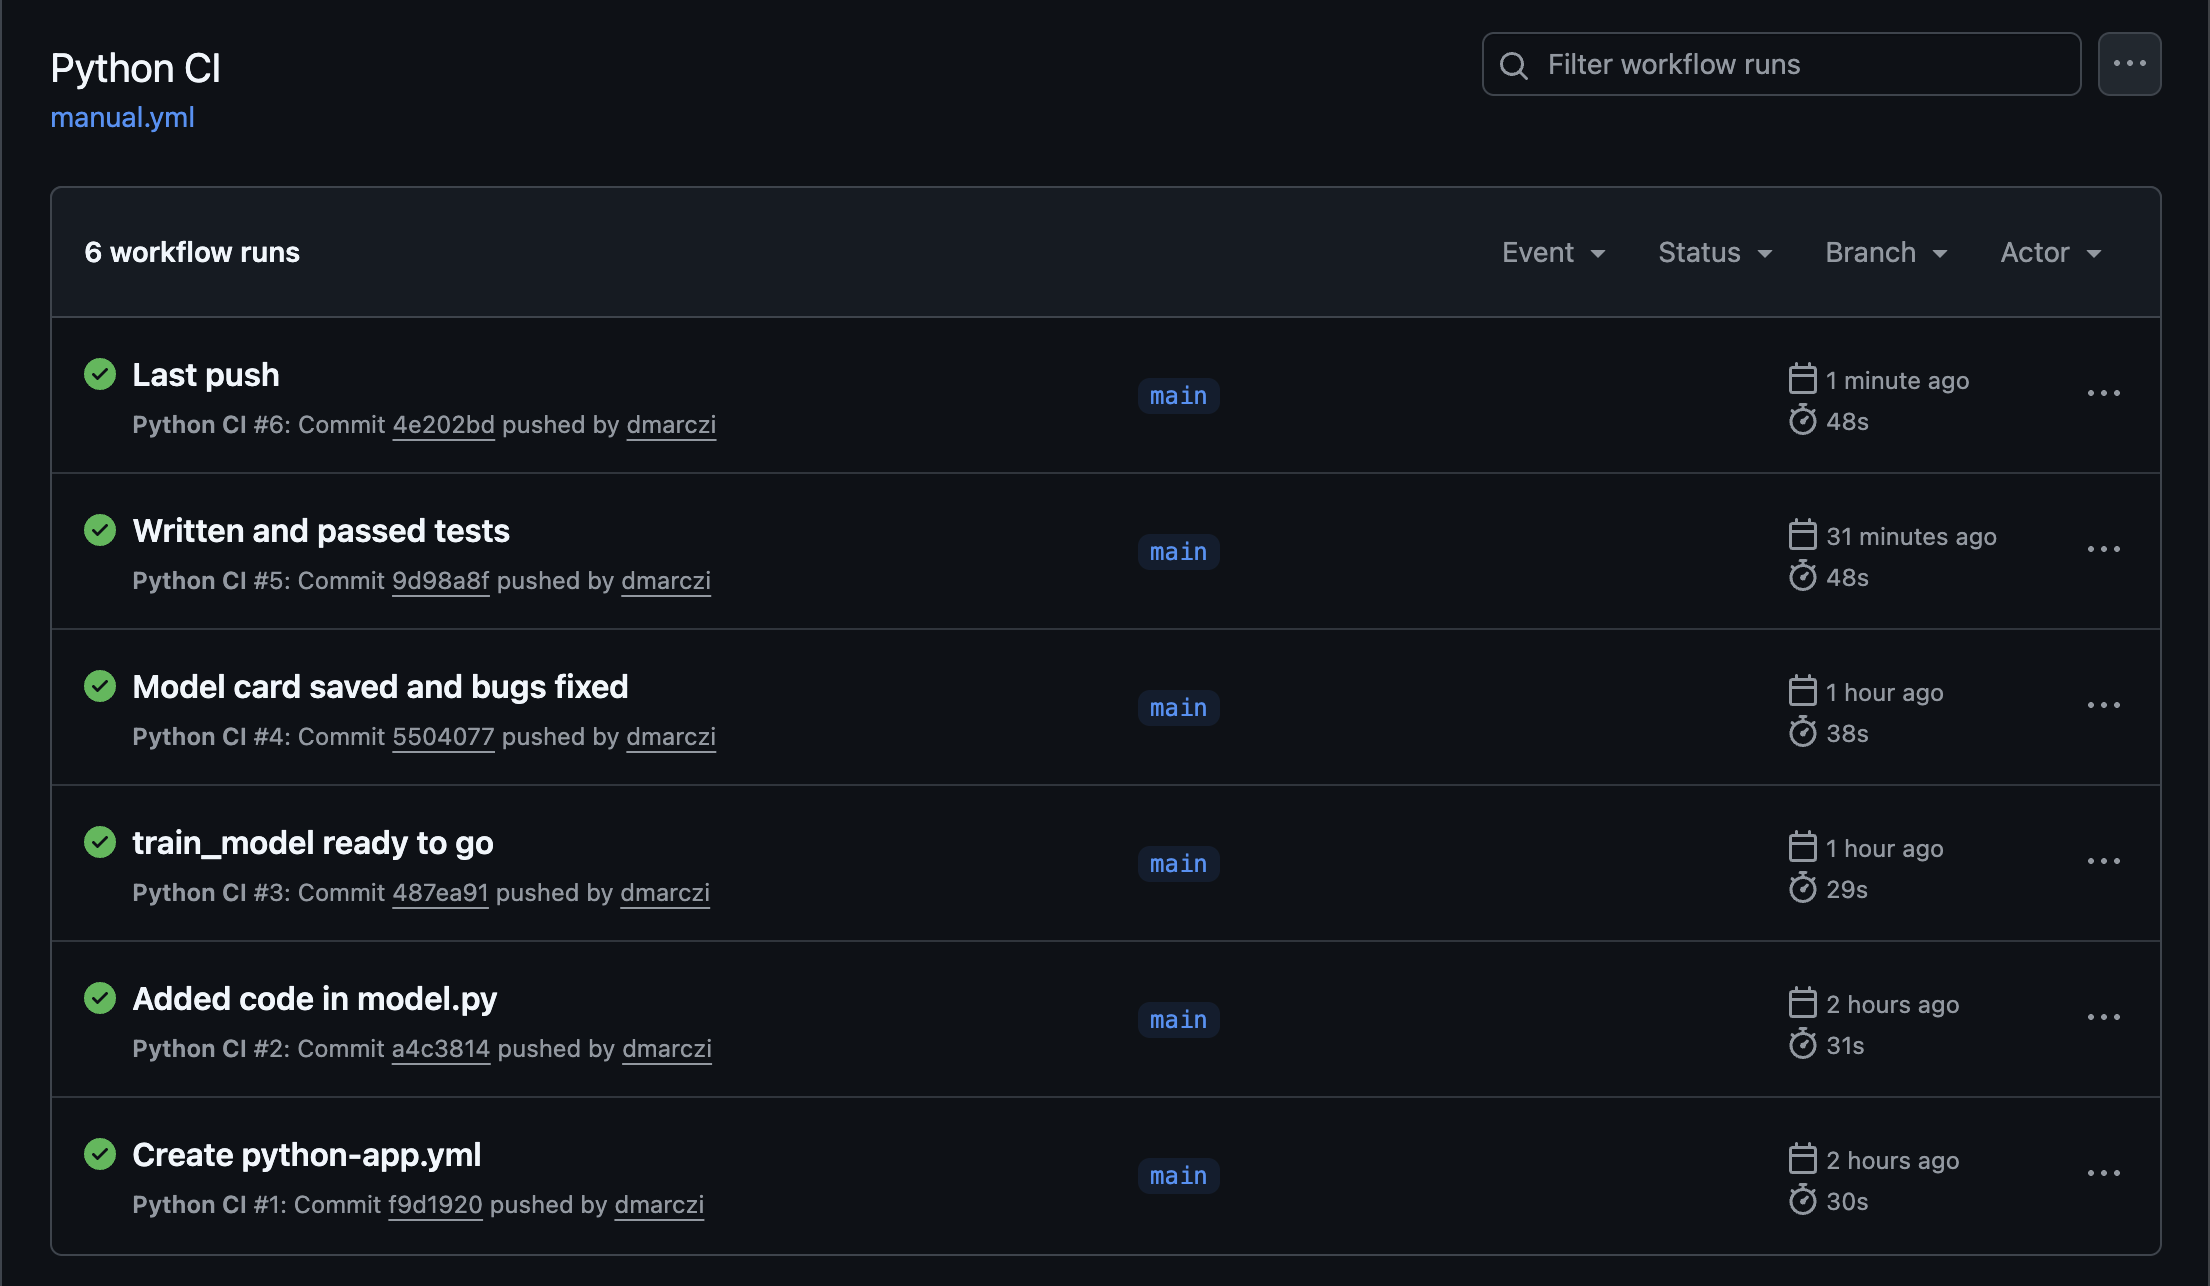 Python CI
manual.yml
Filter workflow runs
6 workflow runs
Event
Status
Branch
Actor
Last push
Python CI #6: Commit 4e202bd pushed by dmarczi
main
1 minute ago
48s
Written and passed tests
Python CI #5: Commit 9d98a8f pushed by dmarczi
main
31 minutes ago
48s
Model card saved and bugs fixed
Python CI #4: Commit 5504077 pushed by dmarczi
main
1 hour ago
38s
train_model ready to go
Python CI #3: Commit 487ea91 pushed by dmarczi
main
1 hour ago
29s
Added code in model.py
Python CI #2: Commit a4c3814 pushed by dmarczi
main
2 hours ago
31s
Create python-app.yml
Python CI #1: Commit f9d1920 pushed by dmarczi
main
2 hours ago
30s